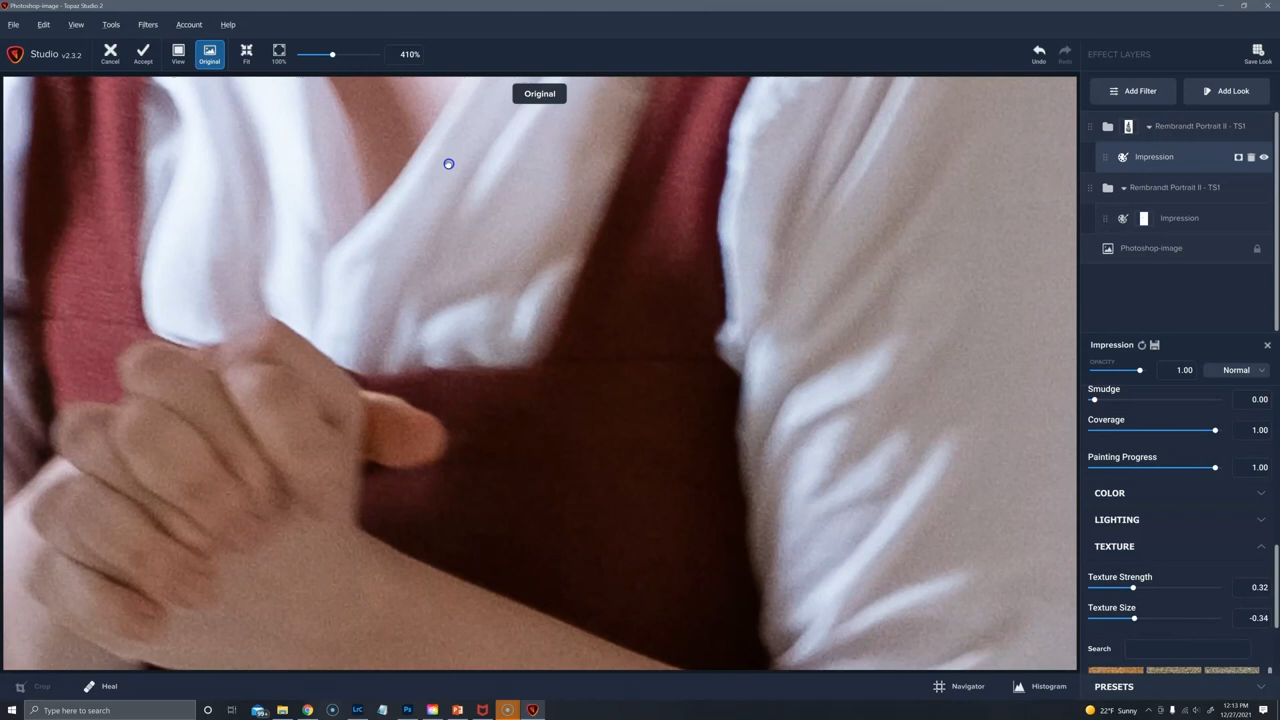 Photoshop-image - Topaz Studio 2
File Edit View Tools Filters Account Help
Studio v2.3.2 Cancel Accept View Original Fit 100% 410% Undo Redo EFFECT LAYERS Save Look
Original
Add Filter Add Look
Rembrandt Portrait II - TS1
Impression
Rembrandt Portrait II - TS1
Impression
Photoshop-image
Impression
OPACITY 1.00 Normal
Smudge 0.00
Coverage 1.00
Painting Progress 1.00
COLOR
LIGHTING
TEXTURE
Texture Strength 0.32
Texture Size -0.34
Search
Crop Heal Navigator Histogram PRESETS
Type here to search 99+ LC Ps 22°F Sunny 12:13 PM
12/27/2021